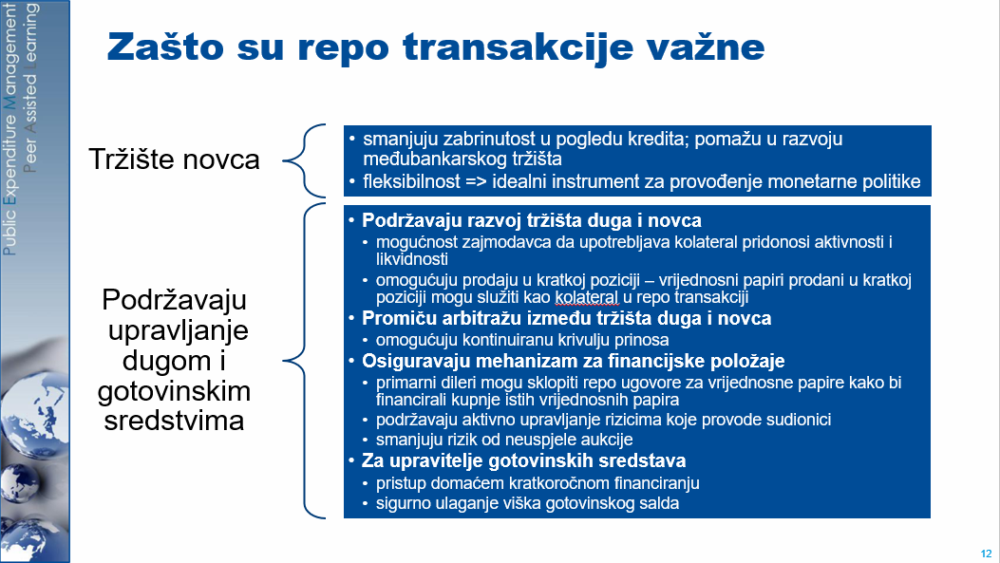 Public Expenditure Management
Peer Assisted Learning
Zašto su repo transakcije važne
Tržište novca
• smanjuju zabrinutost u pogledu kredita; pomažu u razvoju
međubankarskog tržišta
• fleksibilnost => idealni instrument za provođenje monetarne politike
Podržavaju
upravljanje
dugom i
gotovinskim
sredstvima
• Podržavaju razvoj tržišta duga i novca
• mogućnost zajmodavca da upotrebljava kolateral pridonosi aktivnosti i
likvidnosti
• omogućuju prodaju u kratkoj poziciji – vrijednosni papiri prodani u kratkoj
poziciji mogu služiti kao kolateral u repo transakciji
• Promiču arbitražu između tržišta duga i novca
• omogućuju kontinuiranu krivulju prinosa
• Osiguravaju mehanizam za financijske položaje
• primarni dileri mogu sklopiti repo ugovore za vrijednosne papire kako bi
financirali kupnje istih vrijednosnih papira
• podržavaju aktivno upravljanje rizicima koje provode sudionici
• smanjuju rizik od neuspjele aukcije
• Za upravitelje gotovinskih sredstava
• pristup domaćem kratkoročnom financiranju
• sigurno ulaganje viška gotovinskog salda
12